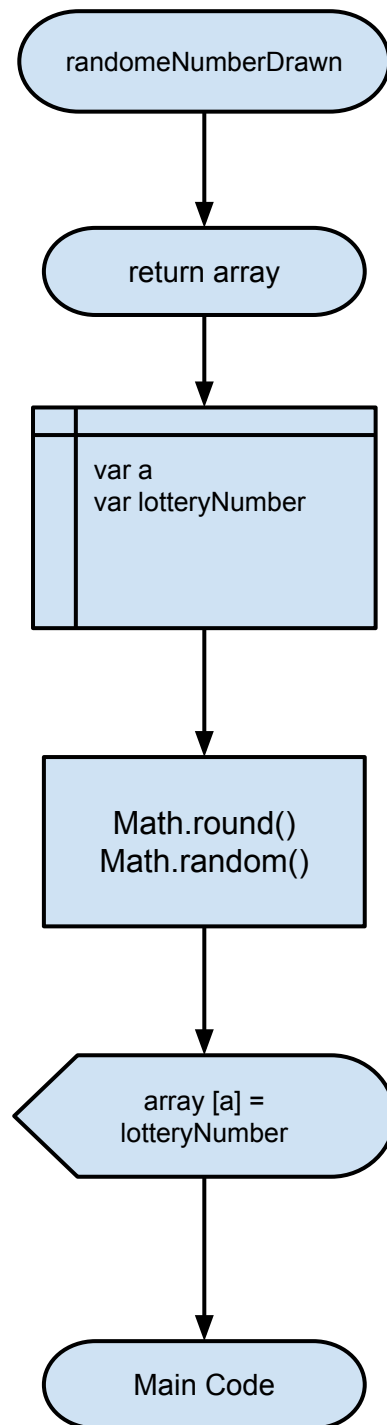 randomeNumberDrawn
return array
var a
var lotteryNumber
Math.round()
Math.random()
array [a] =
lotteryNumber
Main Code